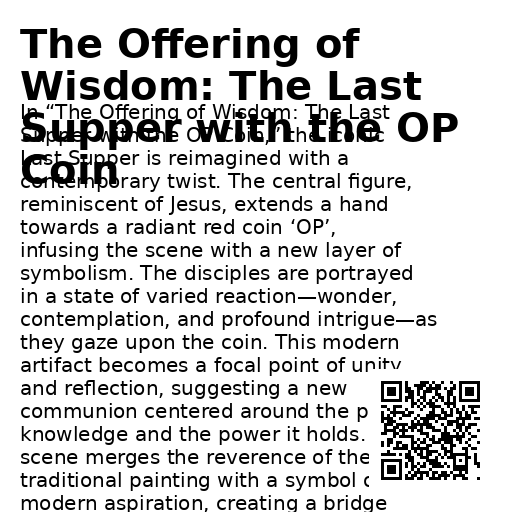 The Offering of
Wisdom: The Last
Supper with the OP
Coin
In “The Offering of Wisdom: The Last
Supper with the OP Coin,” the iconic
Last Supper is reimagined with a
contemporary twist. The central figure,
reminiscent of Jesus, extends a hand
towards a radiant red coin ‘OP’,
infusing the scene with a new layer of
symbolism. The disciples are portrayed
in a state of varied reaction—wonder,
contemplation, and profound intrigue—as
they gaze upon the coin. This modern
artifact becomes a focal point of unity
and reflection, suggesting a new
communion centered around the
knowledge and the power it holds.
scene merges the reverence of the
traditional painting with a symbol
modern aspiration, creating a bridge